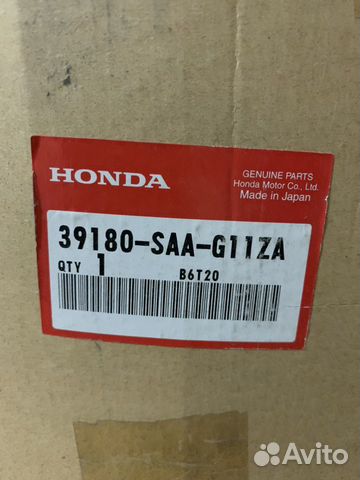 HONDA
GENUINE PARTS
Honda Motor Co., Ltd.
Made in Japan
39180-SAA-G11ZA
QTY 1 B6T20
Avito